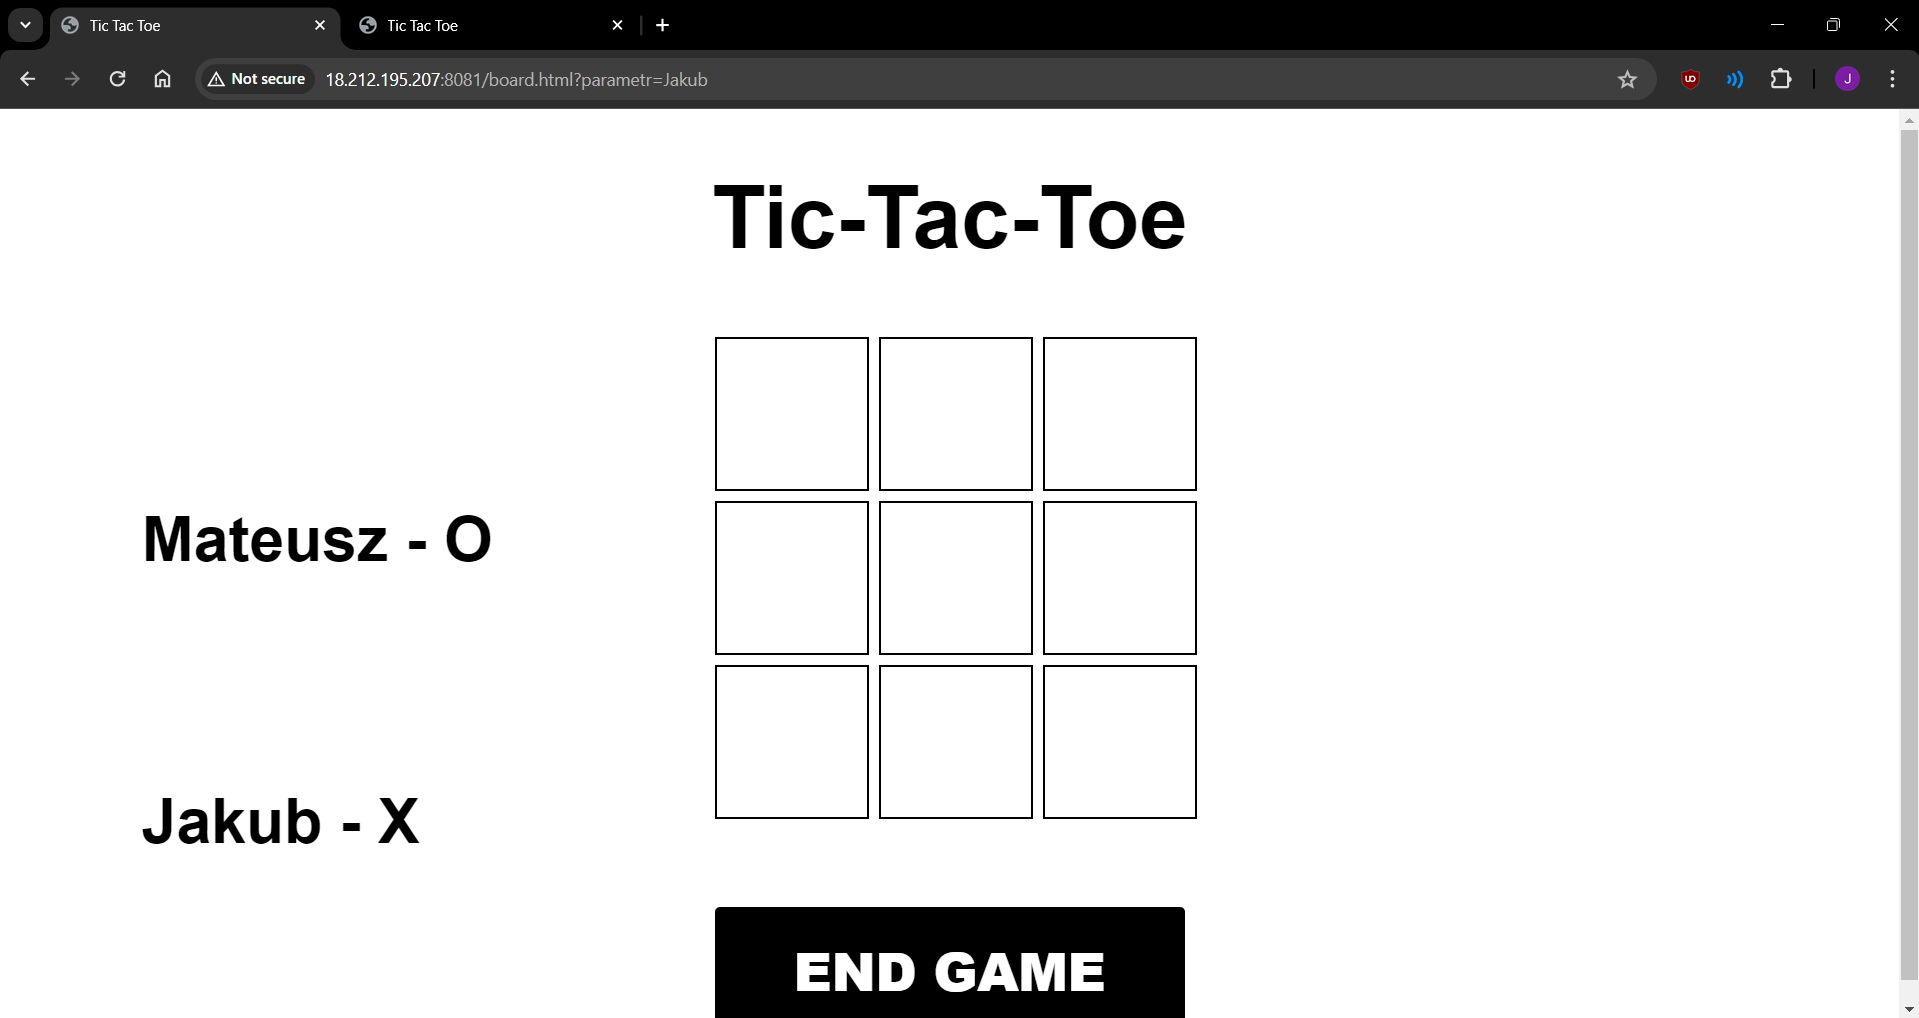 Tic Tac Toe
Tic Tac Toe
Not secure
18.212.195.207:8081/board.html?parametr=Jakub
J
Tic-Tac-Toe
Mateusz - O
Jakub - X
END GAME